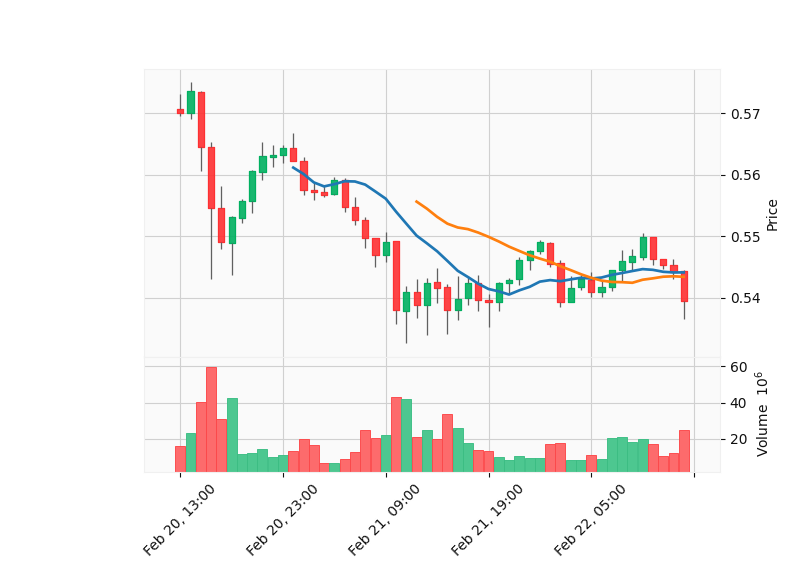 0.57
0.56
0.55
0.54
Price
60
40
20
Volume 10^6
Feb 20, 13:00
Feb 20, 23:00
Feb 21, 09:00
Feb 21, 19:00
Feb 22, 05:00